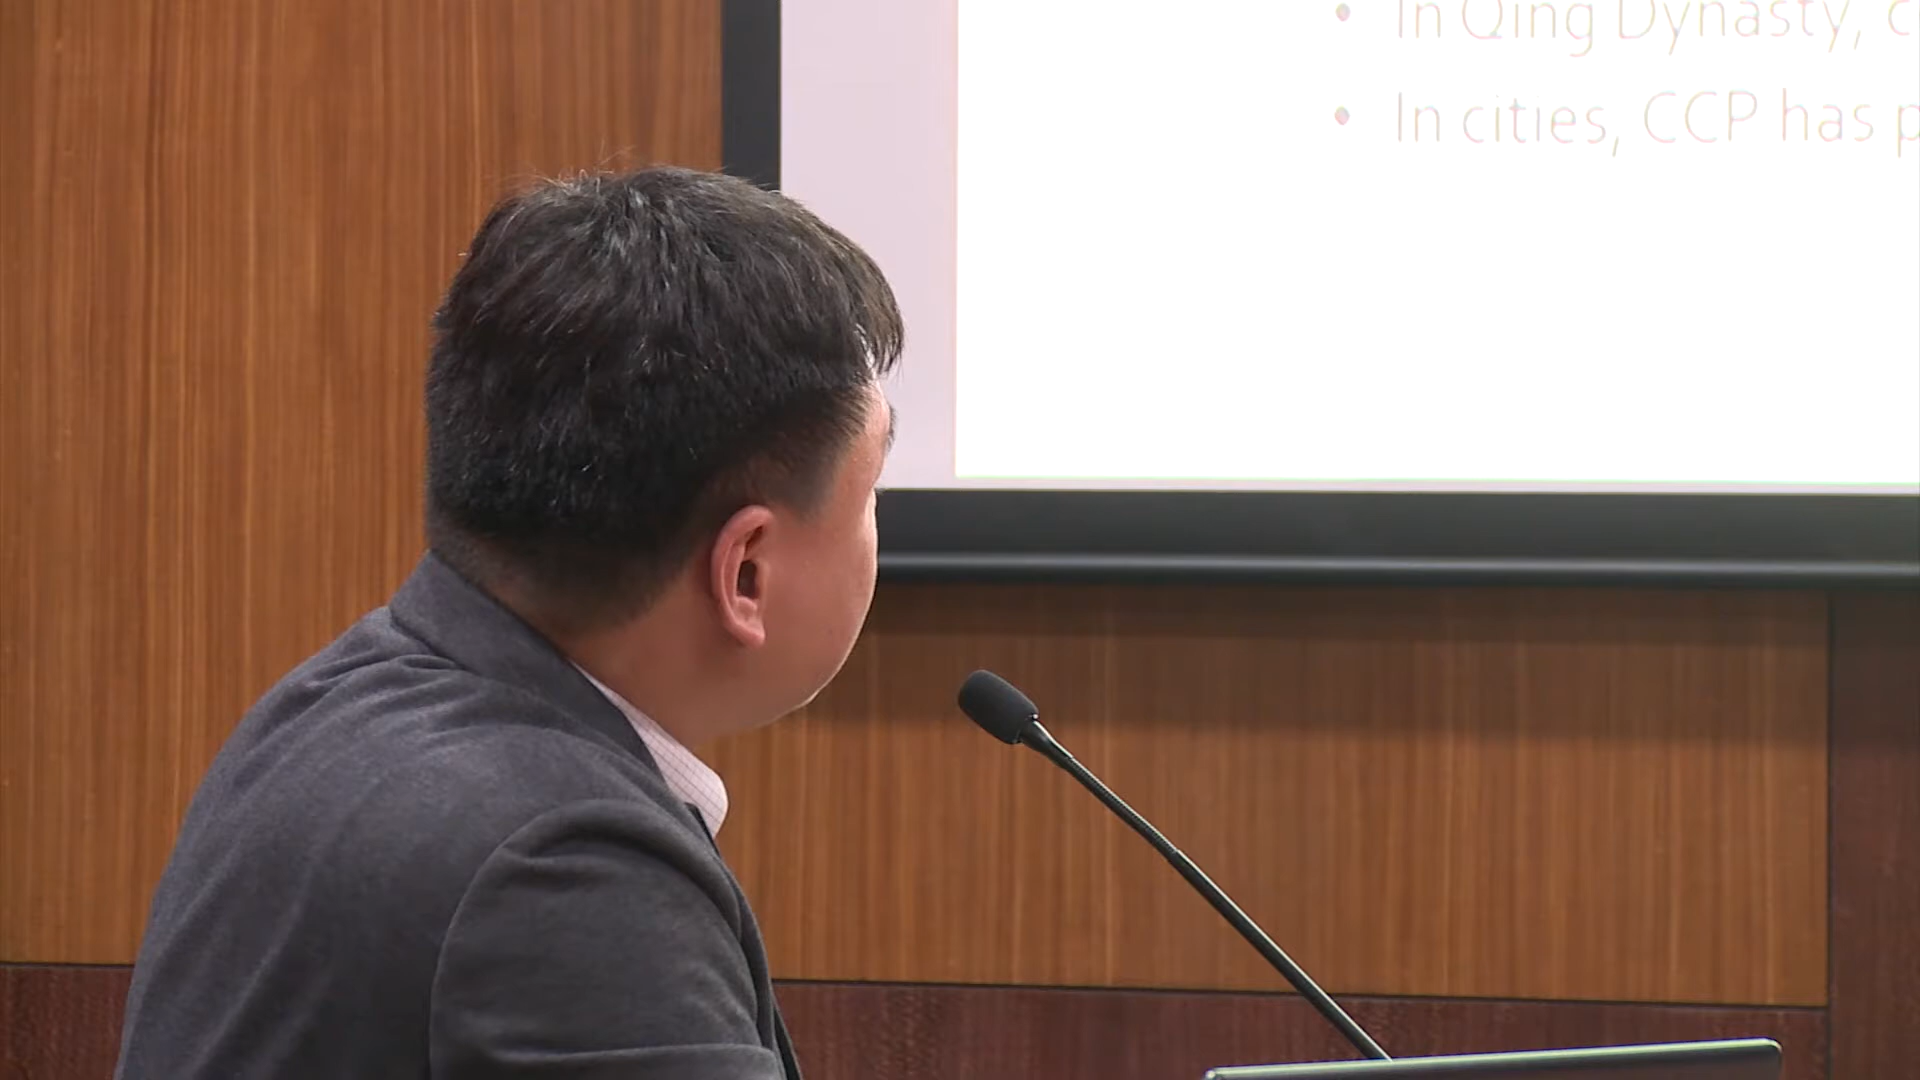 • In Qing Dynasty, c
• In cities, CCP has p